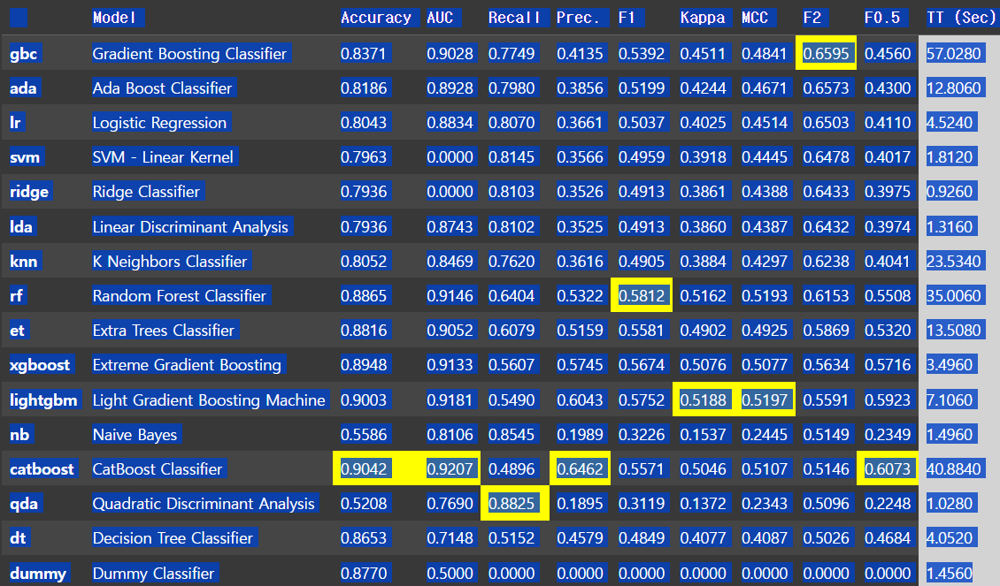 Model Accuracy AUC Recall Prec. F1 Kappa MCC F2 F0.5 TT (Sec)
gbc Gradient Boosting Classifier 0.8371 0.9028 0.7749 0.4135 0.5392 0.4511 0.4841 0.6595 0.4560 57.0280
ada Ada Boost Classifier 0.8186 0.8928 0.7980 0.3856 0.5199 0.4244 0.4671 0.6573 0.4300 12.8060
lr Logistic Regression 0.8043 0.8834 0.8070 0.3661 0.5037 0.4025 0.4514 0.6503 0.4110 4.5240
svm SVM - Linear Kernel 0.7963 0.0000 0.8145 0.3566 0.4959 0.3918 0.4445 0.6478 0.4017 1.8120
ridge Ridge Classifier 0.7936 0.0000 0.8103 0.3526 0.4913 0.3861 0.4388 0.6433 0.3975 0.9260
lda Linear Discriminant Analysis 0.7936 0.8743 0.8102 0.3525 0.4913 0.3860 0.4387 0.6432 0.3974 1.3160
knn K Neighbors Classifier 0.8052 0.8469 0.7620 0.3616 0.4905 0.3884 0.4297 0.6238 0.4041 23.5340
rf Random Forest Classifier 0.8865 0.9146 0.6404 0.5322 0.5812 0.5162 0.5193 0.6153 0.5508 35.0060
et Extra Trees Classifier 0.8816 0.9052 0.6079 0.5159 0.5581 0.4902 0.4925 0.5869 0.5320 13.5080
xgboost Extreme Gradient Boosting 0.8948 0.9133 0.5607 0.5745 0.5674 0.5076 0.5077 0.5634 0.5716 3.4960
lightgbm Light Gradient Boosting Machine 0.9003 0.9181 0.5490 0.6043 0.5752 0.5188 0.5197 0.5591 0.5923 7.1060
nb Naive Bayes 0.5586 0.8106 0.8545 0.1989 0.3226 0.1537 0.2445 0.5149 0.2349 1.4960
catboost CatBoost Classifier 0.9042 0.9207 0.4896 0.6462 0.5571 0.5046 0.5107 0.5146 0.6073 40.8840
qda Quadratic Discriminant Analysis 0.5208 0.7690 0.8825 0.1895 0.3119 0.1372 0.2343 0.5096 0.2248 1.0280
dt Decision Tree Classifier 0.8653 0.7148 0.5152 0.4579 0.4849 0.4077 0.4087 0.5026 0.4684 4.0520
dummy Dummy Classifier 0.8770 0.5000 0.0000 0.0000 0.0000 0.0000 0.0000 0.0000 0.0000 1.4560